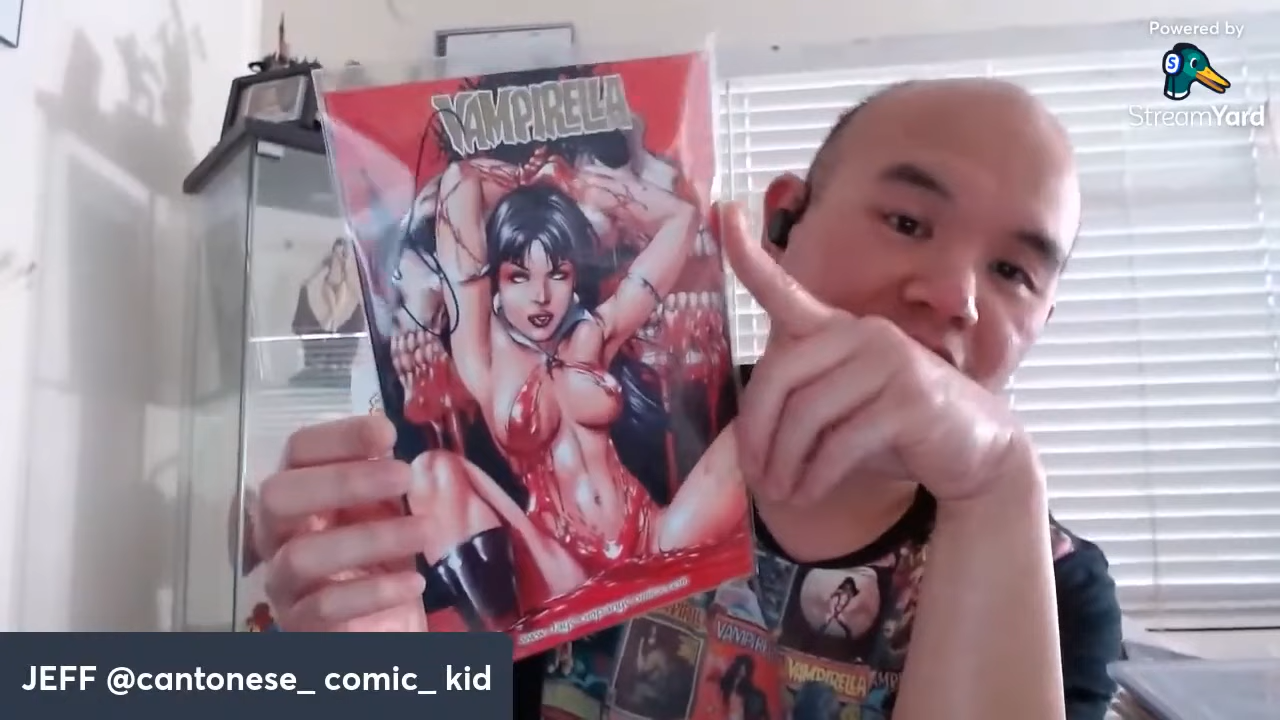 Powered by
StreamYard
VAMPIRELLA
VAMPIRELLA
JEFF @cantonese_ comic_ kid